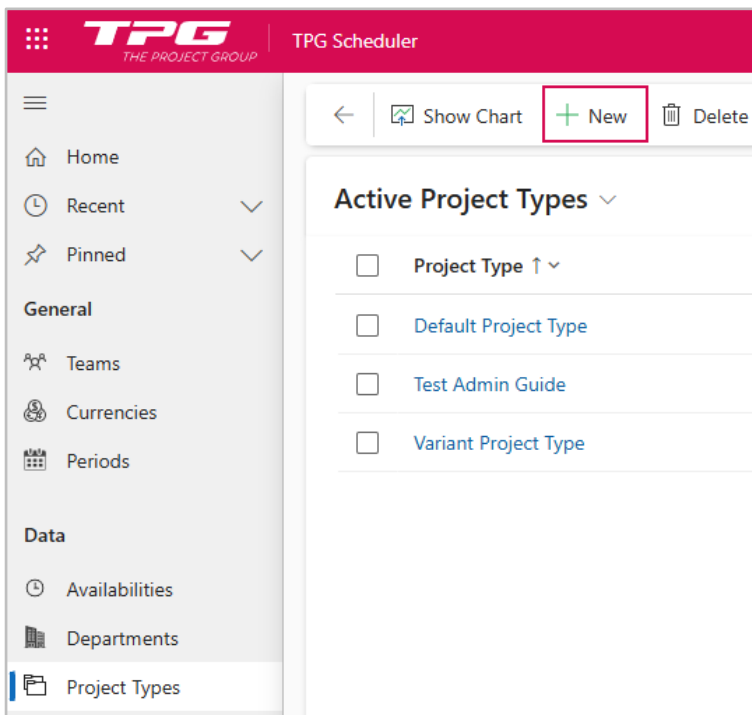 TPG
THE PROJECT GROUP
TPG Scheduler
Home
Recent
Pinned
General
Teams
Currencies
Periods
Data
Availabilities
Departments
Project Types
Show Chart
New
Delete
Active Project Types
Project Type ↑
Default Project Type
Test Admin Guide
Variant Project Type